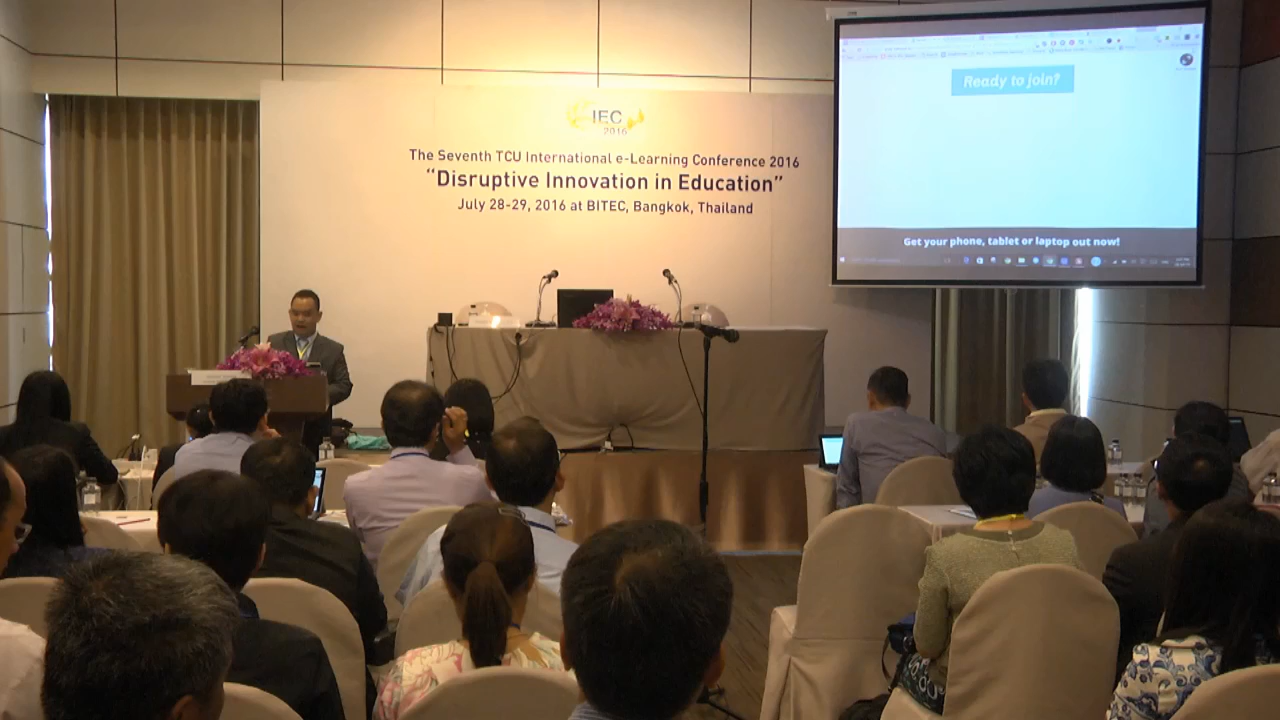 IEC
2016
The Seventh TCU International e-Learning Conference 2016
“Disruptive Innovation in Education”
July 28-29, 2016 at BITEC, Bangkok, Thailand
Ready to join?
Get your phone, tablet or laptop out now!